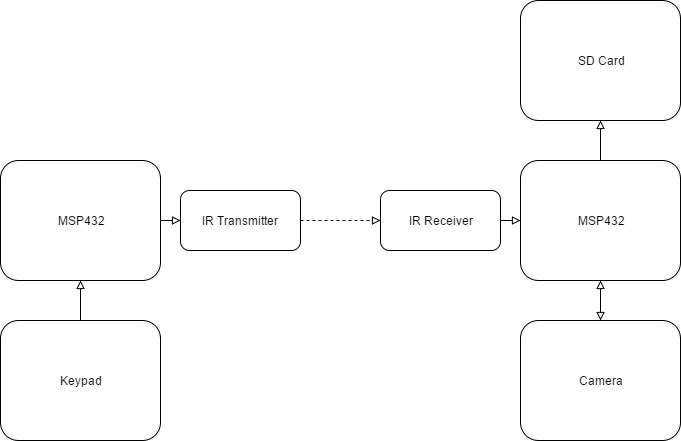 SD Card
MSP432
IR Transmitter
IR Receiver
MSP432
Keypad
Camera